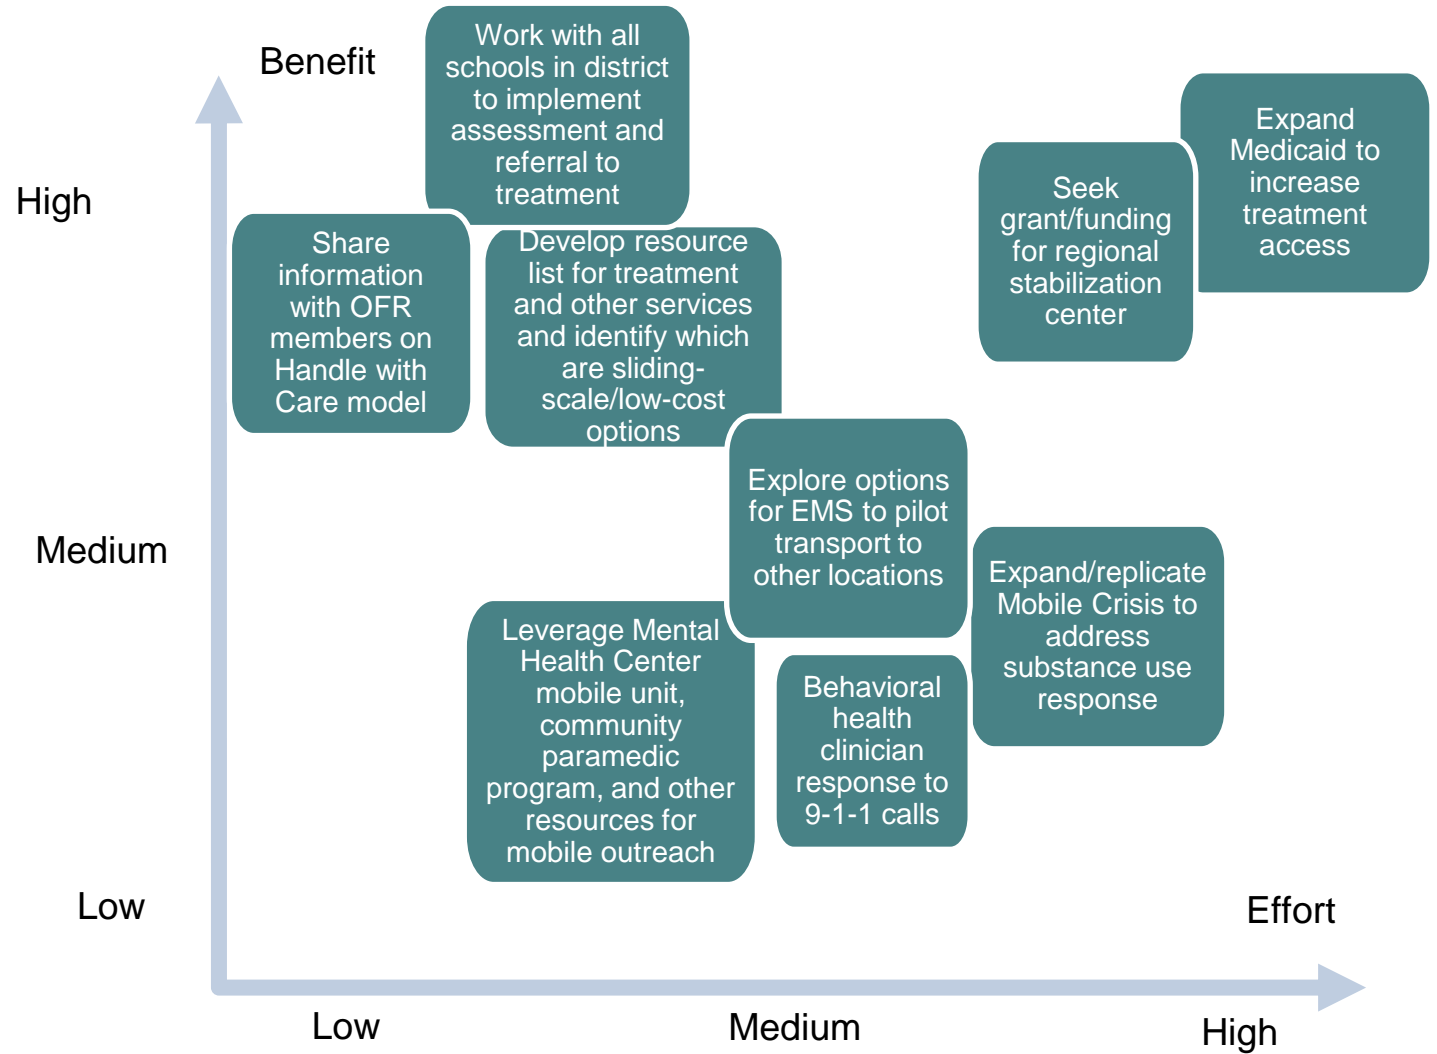 Benefit
High
Medium
Low
Work with all
schools in district
to implement
assessment and
referral to
treatment
Share
information
with OFR
members on
Handle with
Care model
Develop resource
list for treatment
and other services
and identify which
are sliding-
scale/low-cost
options
Seek
grant/funding
for regional
stabilization
center
Expand
Medicaid to
increase
treatment
access
Explore options
for EMS to pilot
transport to
other locations
Expand/replicate
Mobile Crisis to
address
substance use
response
Leverage Mental
Health Center
mobile unit,
community
paramedic
program, and other
resources for
mobile outreach
Behavioral
health
clinician
response to
9-1-1 calls
Effort
Low
Medium
High